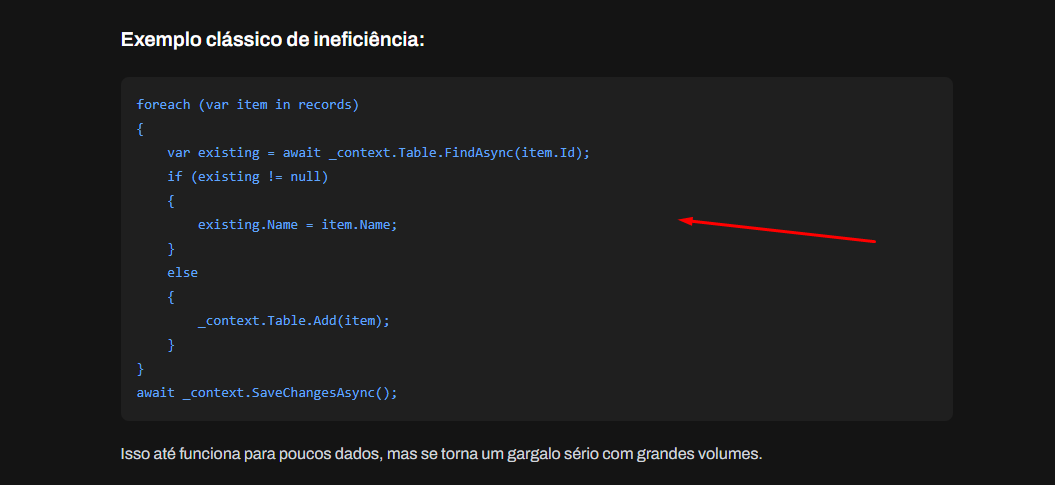 Exemplo clássico de ineficiência:
foreach (var item in records)
{
    var existing = await _context.Table.FindAsync(item.Id);
    if (existing != null)
    {
        existing.Name = item.Name;
    }
    else
    {
        _context.Table.Add(item);
    }
}
await _context.SaveChangesAsync();
Isso até funciona para poucos dados, mas se torna um gargalo sério com grandes volumes.